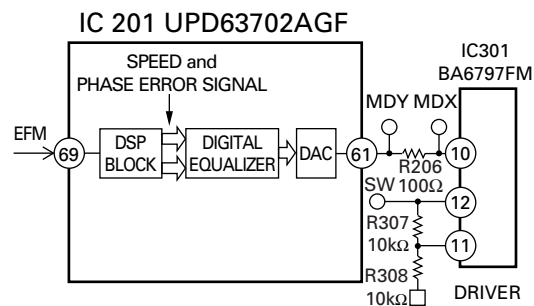 IC 201 UPD63702AGF
SPEED and
PHASE ERROR SIGNAL
IC301
BA6797FM
MDY MDX
EFM
69
DSP
BLOCK
DIGITAL
EQUALIZER
DAC
61
R206
100Ω
10
SW
12
R307
10kΩ
11
R308
10kΩ
DRIVER